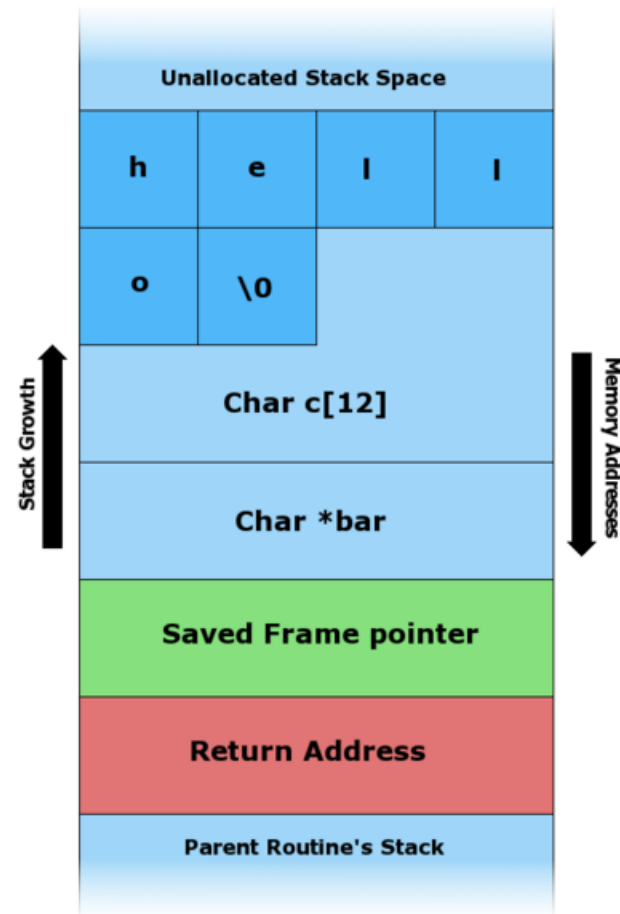 Unallocated Stack Space
h e l l
o \0
Char c[12]
Stack Growth
Memory Addresses
Char *bar
Saved Frame pointer
Return Address
Parent Routine's Stack